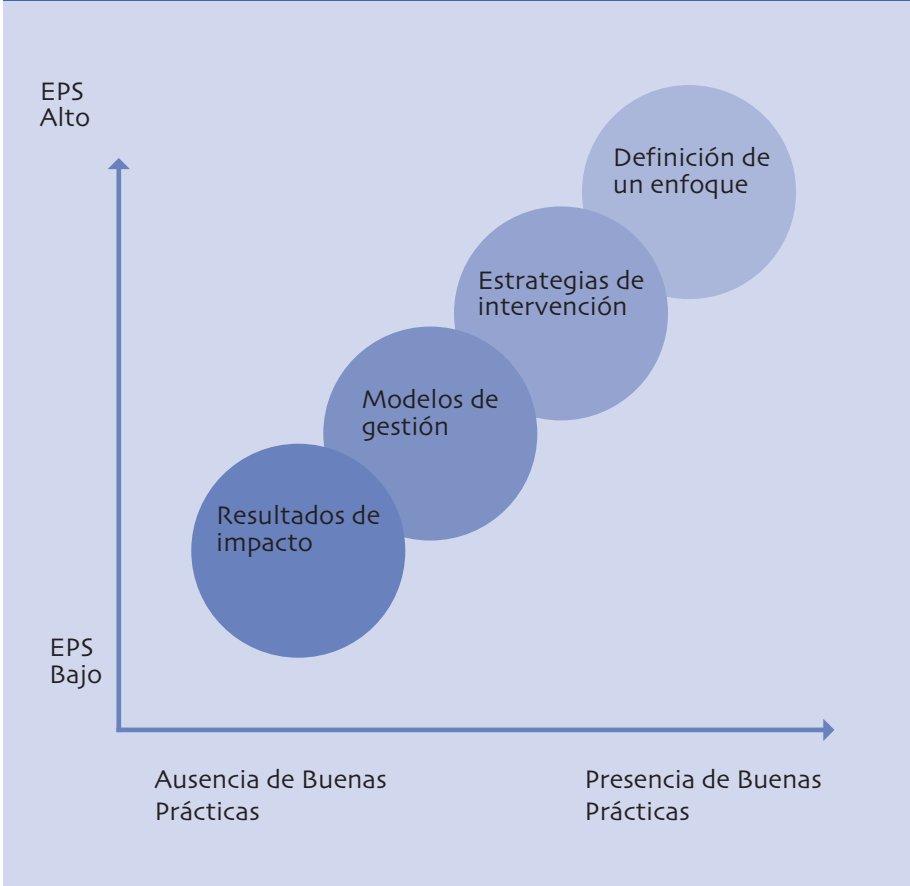 EPS
Alto
Definición de
un enfoque
Estrategias de
intervención
Modelos de
gestión
Resultados de
impacto
EPS
Bajo
Ausencia de Buenas
Prácticas
Presencia de Buenas
Prácticas